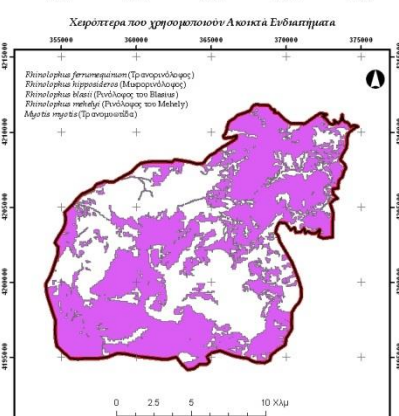 Χειρόπτερα που χρησιμοποιούν Ανοικτά Ενδιαιτήματα
355000 360000 365000 370000 375000
4215000
Rhinolophus ferrumequinum (Τρανορινόλοφος)
Rhinolophus hipposideros (Μικρορινόλοφος)
Rhinolophus blasii (Ρινόλοφος του Blasius)
Rhinolophus mehelyi (Ρινόλοφος του Mehely)
Myotis myotis (Τρανομυωτίδα)
4210000
4205000
4200000
4195000
0 2.5 5 10 Χλμ